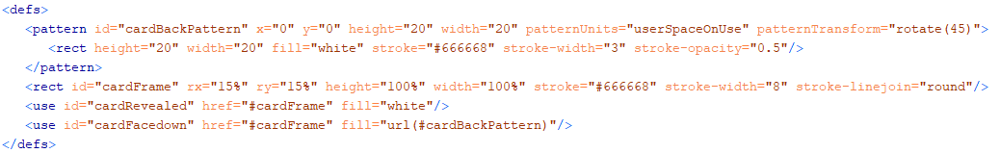 <defs>
<pattern id="cardBackPattern" x="0" y="0" height="20" width="20" patternUnits="userSpaceOnUse" patternTransform="rotate(45)">
<rect height="20" width="20" fill="white" stroke="#666668" stroke-width="3" stroke-opacity="0.5"/>
</pattern>
<rect id="cardFrame" rx="15%" ry="15%" height="100%" width="100%" stroke="#666668" stroke-width="8" stroke-linejoin="round"/>
<use id="cardRevealed" href="#cardFrame" fill="white"/>
<use id="cardFacedown" href="#cardFrame" fill="url(#cardBackPattern)"/>
</defs>